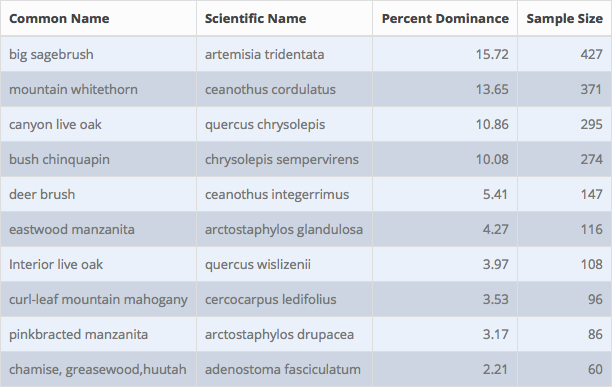 Common Name Scientific Name Percent Dominance Sample Size
big sagebrush artemisia tridentata 15.72 427
mountain whitethorn ceanothus cordulatus 13.65 371
canyon live oak quercus chrysolepis 10.86 295
bush chinquapin chrysolepis sempervirens 10.08 274
deer brush ceanothus integerrimus 5.41 147
eastwood manzanita arctostaphylos glandulosa 4.27 116
Interior live oak quercus wislizenii 3.97 108
curl-leaf mountain mahogany cercocarpus ledifolius 3.53 96
pinkbracted manzanita arctostaphylos drupacea 3.17 86
chamise, greasewood,huutah adenostoma fasciculatum 2.21 60